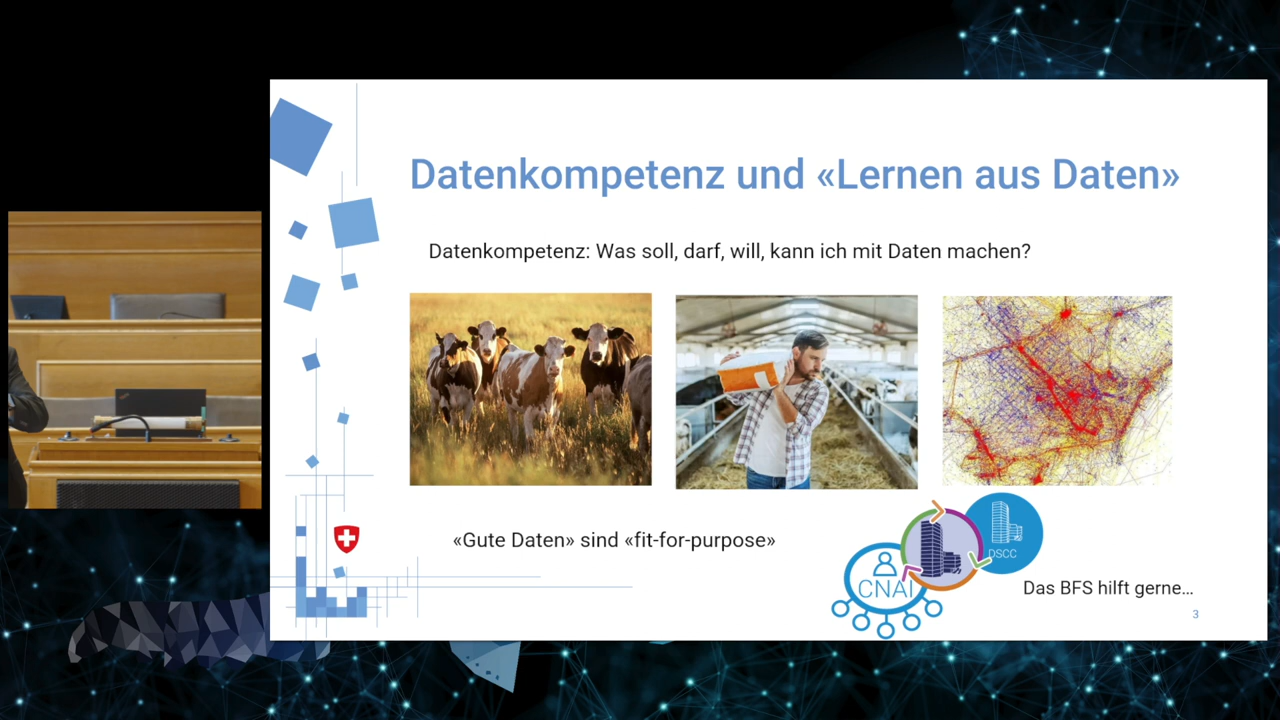 Datenkompetenz und «Lernen aus Daten»
Datenkompetenz: Was soll, darf, will, kann ich mit Daten machen?
«Gute Daten» sind «fit-for-purpose»
CNAI
DSCC
Das BFS hilft gerne...
3